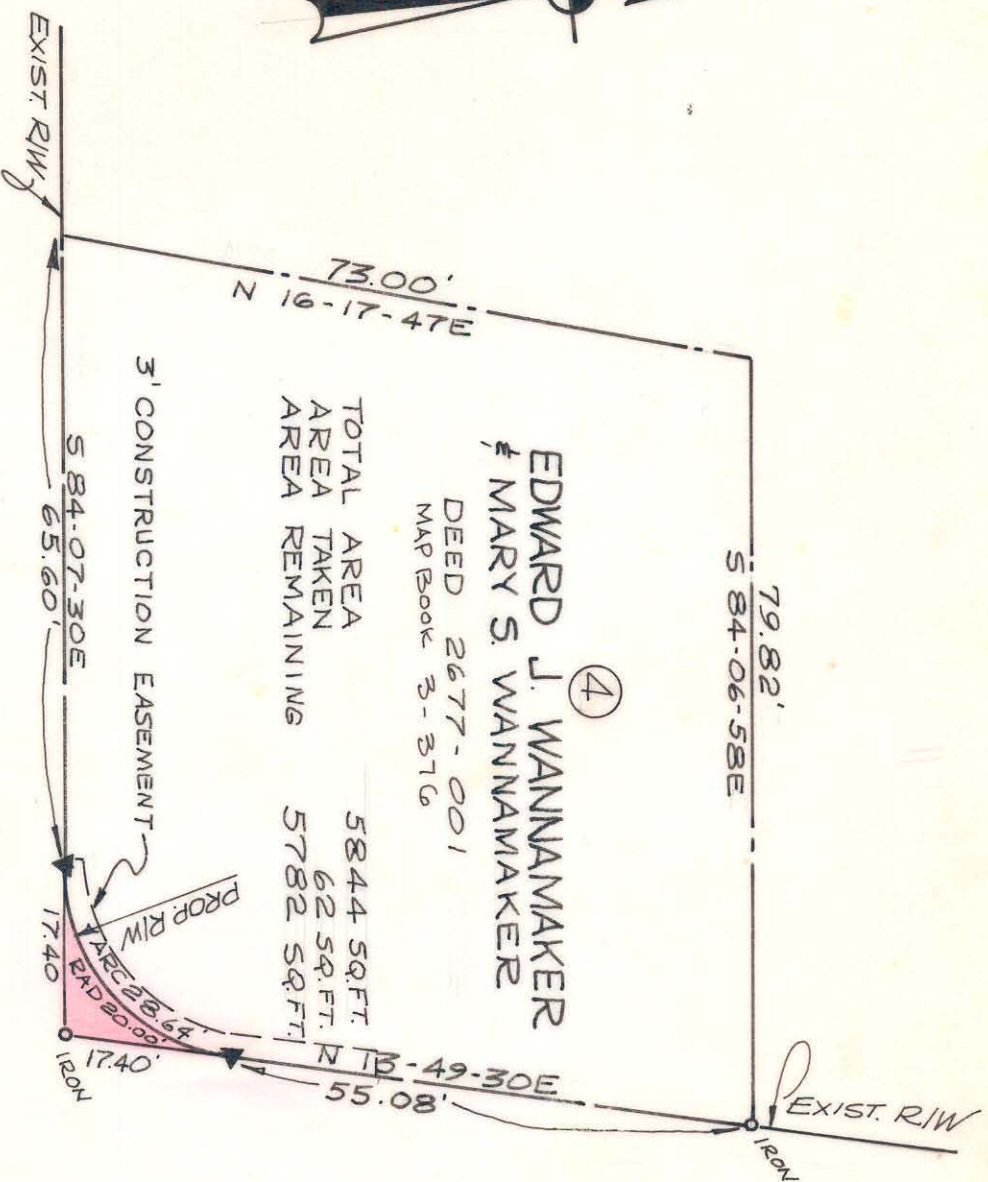 79.82'
S 84-06-58E
EXIST. R/W
IRON
73.00'
N 16-17-47E
4
EDWARD J. WANNAMAKER
& MARY S. WANNAMAKER
DEED 2677-001
MAP BOOK 3-376
TOTAL AREA 5844 SQ.FT.
AREA TAKEN 62 SQ.FT.
AREA REMAINING 5782 SQ.FT.
N 13-49-30E
55.08'
3' CONSTRUCTION EASEMENT
PROP. R/W
ARC 28.64'
RAD 20.00'
17.40'
IRON
17.40
S 84-07-30E
65.60'
EXIST. R/W